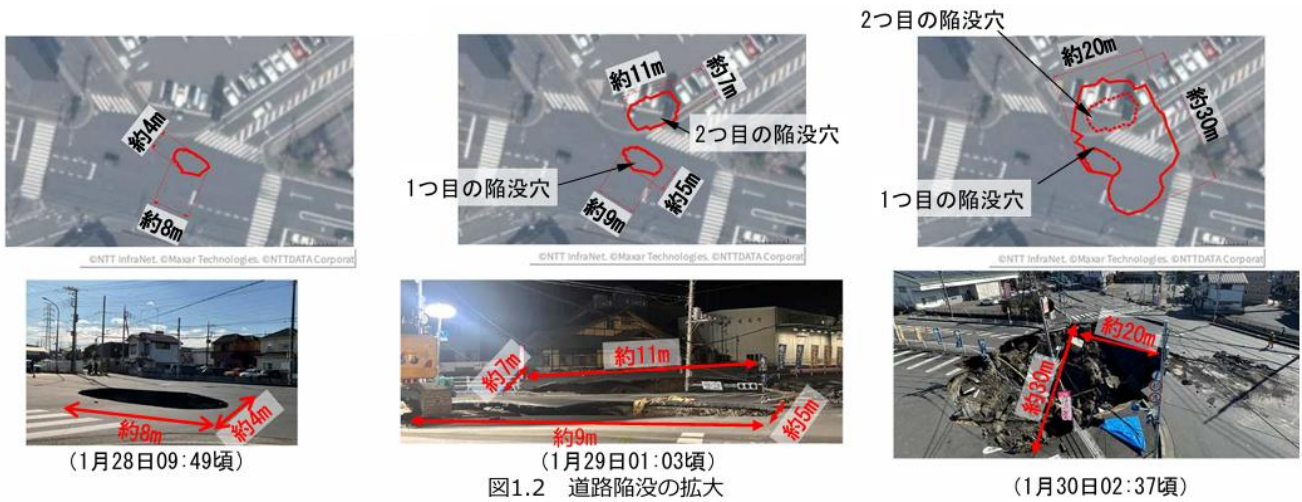 約4m
約8m
©NTT InfraNet, ©Maxar Technologies, ©NTTDATA Corporat
約8m
約4m
(1月28日09:49頃)
約11m
約7m
2つ目の陥没穴
1つ目の陥没穴
約5m
約9m
©NTT InfraNet, ©Maxar Technologies, ©NTTDATA Corporat
約7m
約11m
約5m
約9m
(1月29日01:03頃)
2つ目の陥没穴
約20m
約30m
1つ目の陥没穴
©NTT InfraNet, ©Maxar Technologies, ©NTTDATA Corporat
約20m
約30m
(1月30日02:37頃)
図1.2 道路陥没の拡大